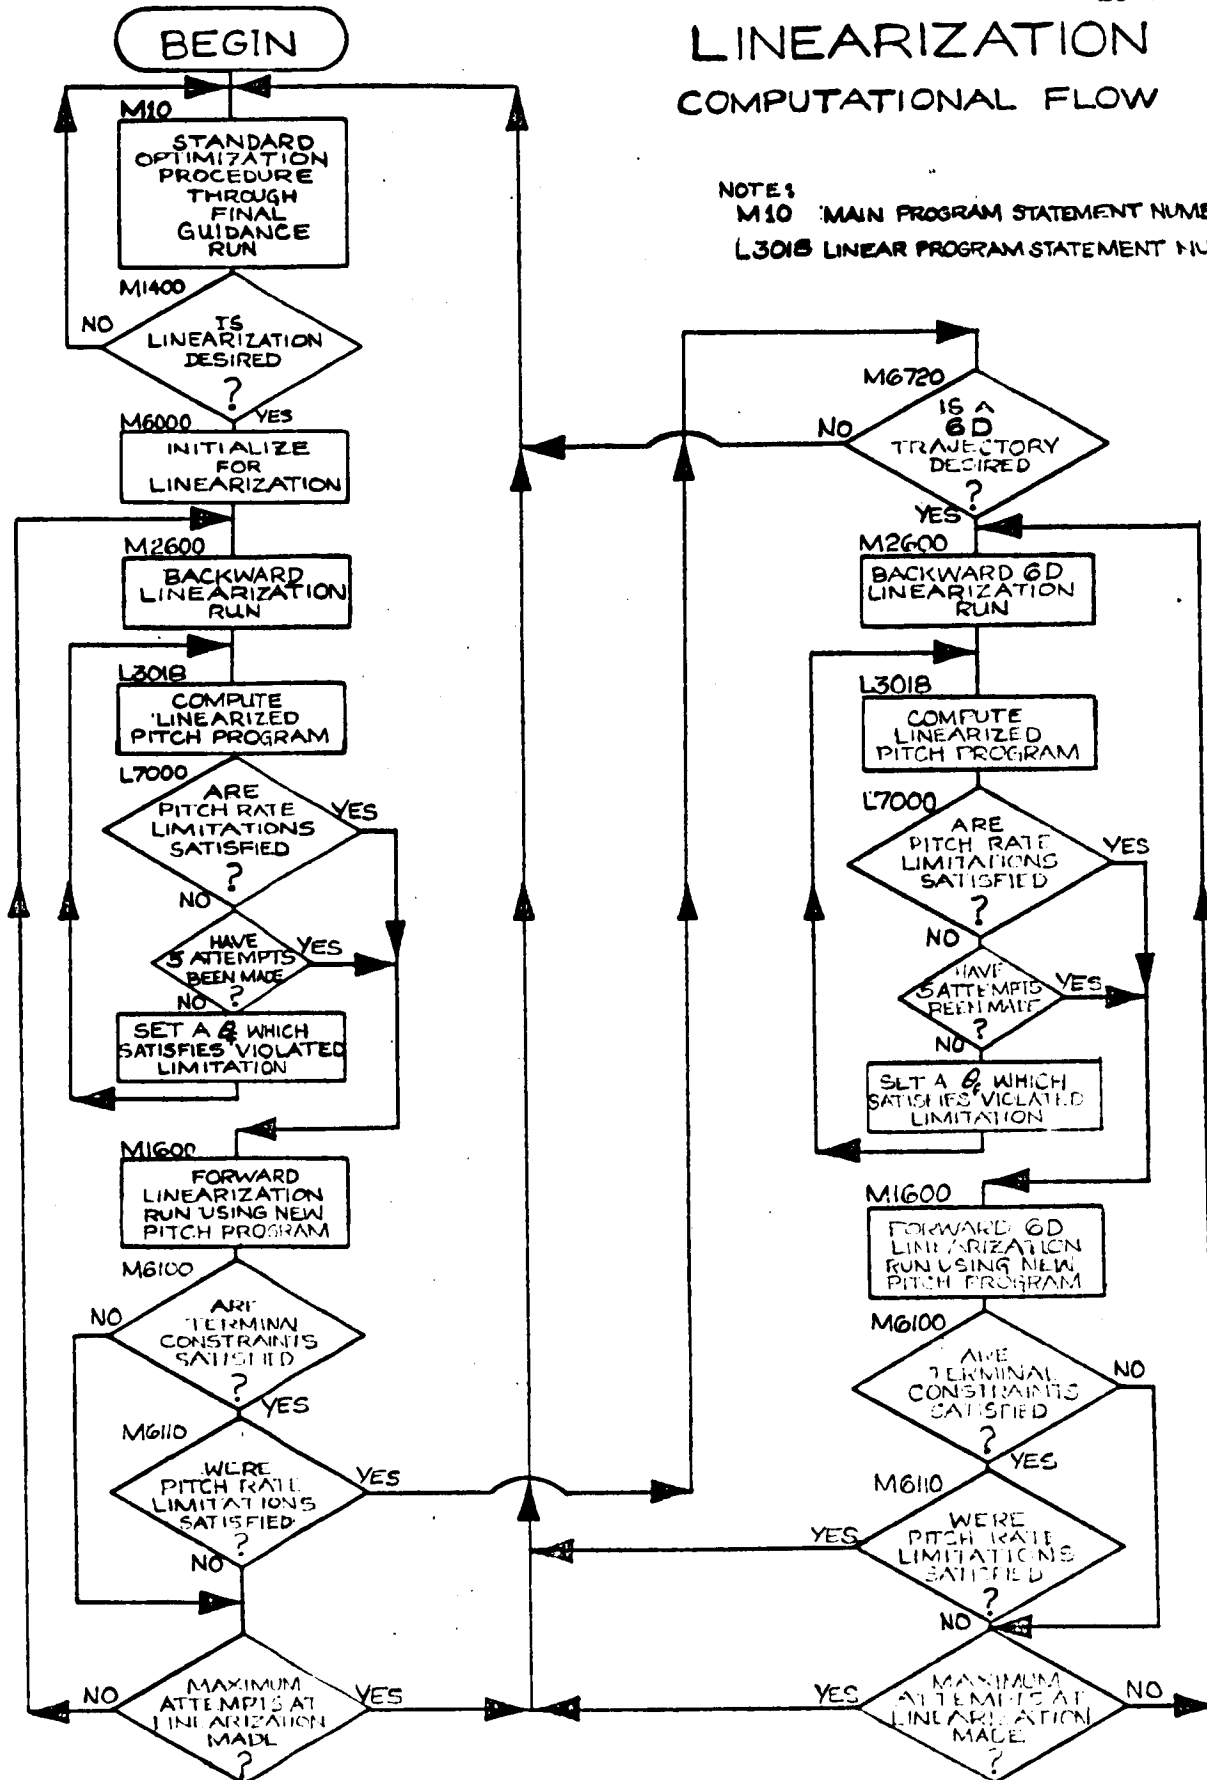 BEGIN
LINEARIZATION
COMPUTATIONAL FLOW
NOTE:
M10 MAIN PROGRAM STATEMENT
L3018 LINEAR PROGRAM STATEMENT
M10
STANDARD
OPTIMIZATION
PROCEDURE
THROUGH
FINAL
GUIDANCE
RUN
M1400
NO
IS
LINEARIZATION
DESIRED
?
YES
M6000
INITIALIZE
FOR
LINEARIZATION
M2600
BACKWARD
LINEARIZATION
RUN
L3018
COMPUTE
LINEARIZED
PITCH PROGRAM
L7000
ARE
PITCH RATE
LIMITATIONS
SATISFIED
?
YES
NO
HAVE
5 ATTEMPTS
BEEN MADE
?
YES
NO
SET A WHICH
SATISFIES VIOLATED
LIMITATION
M1600
FORWARD
LINEARIZATION
RUN USING NEW
PITCH PROGRAM
M6100
NO
ARE
TERMINAL
CONSTRAINTS
SATISFIED
?
YES
M6110
WERE
PITCH RATE
LIMITATIONS
SATISFIED
?
YES
NO
NO
MAXIMUM
ATTEMPTS AT
LINEARIZATION
MADE
?
YES
M6720
NO
IS A
6D
TRAJECTORY
DESIRED
?
YES
M2600
BACKWARD 6D
LINEARIZATION
RUN
L3018
COMPUTE
LINEARIZED
PITCH PROGRAM
L7000
ARE
PITCH RATE
LIMITATIONS
SATISFIED
?
YES
NO
HAVE
5 ATTEMPTS
BEEN MADE
?
YES
NO
SET A θf WHICH
SATISFIES VIOLATED
LIMITATION
M1600
FORWARD 6D
LINEARIZATION
RUN USING NEW
PITCH PROGRAM
M6100
ARE
TERMINAL
CONSTRAINTS
SATISFIED
?
NO
YES
M6110
YES
WERE
PITCH RATE
LIMITATIONS
SATISFIED
?
NO
YES
MAXIMUM
ATTEMPTS AT
LINEARIZATION
MADE
?
NO